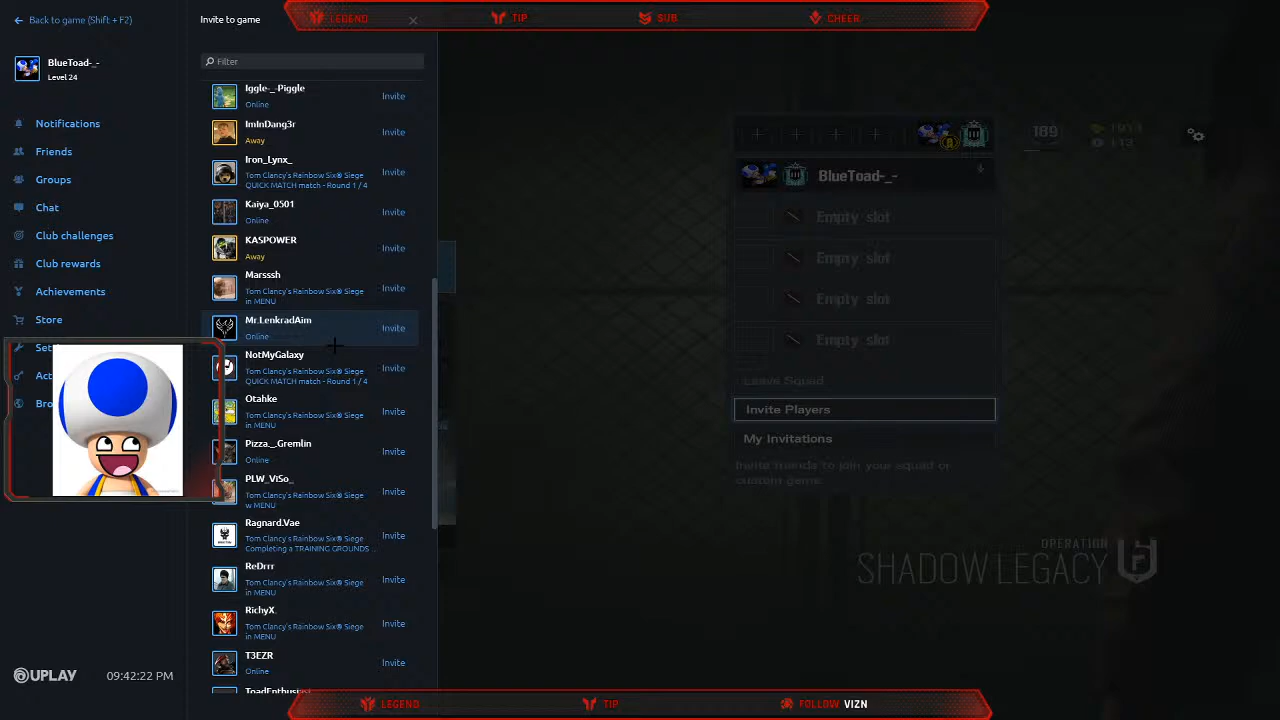 Back to game (Shift + F2)
Invite to game
LEGEND
TIP
SUB
CHEER
Filter
BlueToad-_-
Level 24
Notifications
Friends
Groups
Chat
Club challenges
Club rewards
Achievements
Store
Iggle-_-Piggle
Online
Invite
ImInDang3r
Away
Invite
Iron_Lynx_
Tom Clancy's Rainbow Six® Siege
QUICK MATCH match - Round 1 / 4
Invite
Kaiya_0501
Online
Invite
KASPOWER
Away
Invite
Marsssh
Tom Clancy's Rainbow Six® Siege
in MENU
Invite
Mr.LenkradAim
Online
Invite
NotMyGalaxy
Tom Clancy's Rainbow Six® Siege
QUICK MATCH match - Round 1 / 4
Invite
Otahke
Tom Clancy's Rainbow Six® Siege
in MENU
Invite
Pizza._.Gremlin
Online
Invite
PLW_ViSo_
Tom Clancy's Rainbow Six® Siege
w MENU
Invite
Ragnard.Vae
Tom Clancy's Rainbow Six® Siege
Completing a TRAINING GROUNDS ...
Invite
ReDrrr
Tom Clancy's Rainbow Six® Siege
in MENU
Invite
RichyX.
Tom Clancy's Rainbow Six® Siege
in MENU
Invite
T3EZR
Online
Invite
189
BlueToad-_-
Empty slot
Empty slot
Empty slot
Empty slot
Leave Squad
Invite Players
My Invitations
Invite friends to join your squad or
custom game.
OPERATION
SHADOW LEGACY
UPLAY
09:42:22 PM
LEGEND
TIP
FOLLOW VIZN